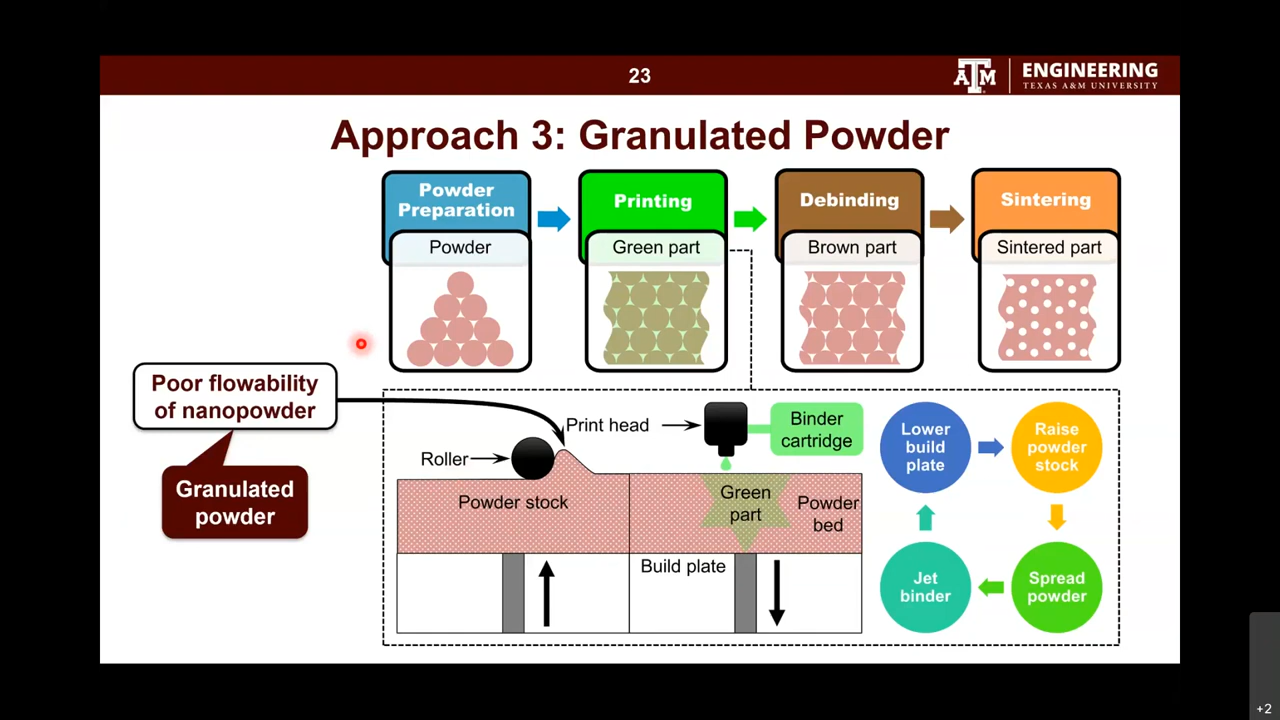 23
ATM
ENGINEERING
TEXAS A&M UNIVERSITY
Approach 3: Granulated Powder
Powder
Preparation
Printing
Debinding
Sintering
Powder
Green part
Brown part
Sintered part
Poor flowability
of nanopowder
Granulated
powder
Print head
Binder
cartridge
Roller
Powder stock
Green
part
Powder
bed
Build plate
Lower
build
plate
Raise
powder
stock
Jet
binder
Spread
powder
+2